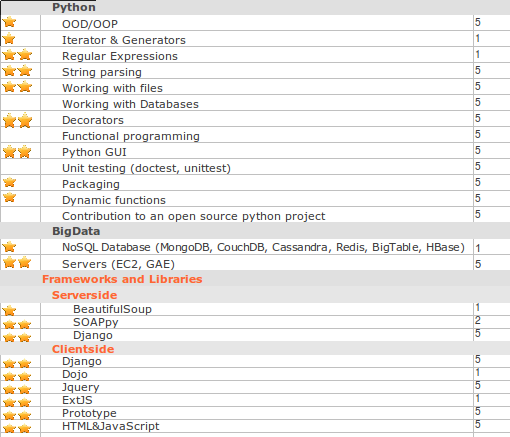 Python
OOD/OOP 5
Iterator & Generators 1
Regular Expressions 1
String parsing 5
Working with files 5
Working with Databases 5
Decorators 5
Functional programming 5
Python GUI 5
Unit testing (doctest, unittest) 5
Packaging 5
Dynamic functions 5
Contribution to an open source python project 5
BigData
NoSQL Database (MongoDB, CouchDB, Cassandra, Redis, BigTable, HBase) 1
Servers (EC2, GAE) 5
Frameworks and Libraries
Serverside
BeautifulSoup 1
SOAPpy 2
Django 5
Clientside
Django 5
Dojo 1
Jquery 5
ExtJS 1
Prototype 5
HTML&JavaScript 5